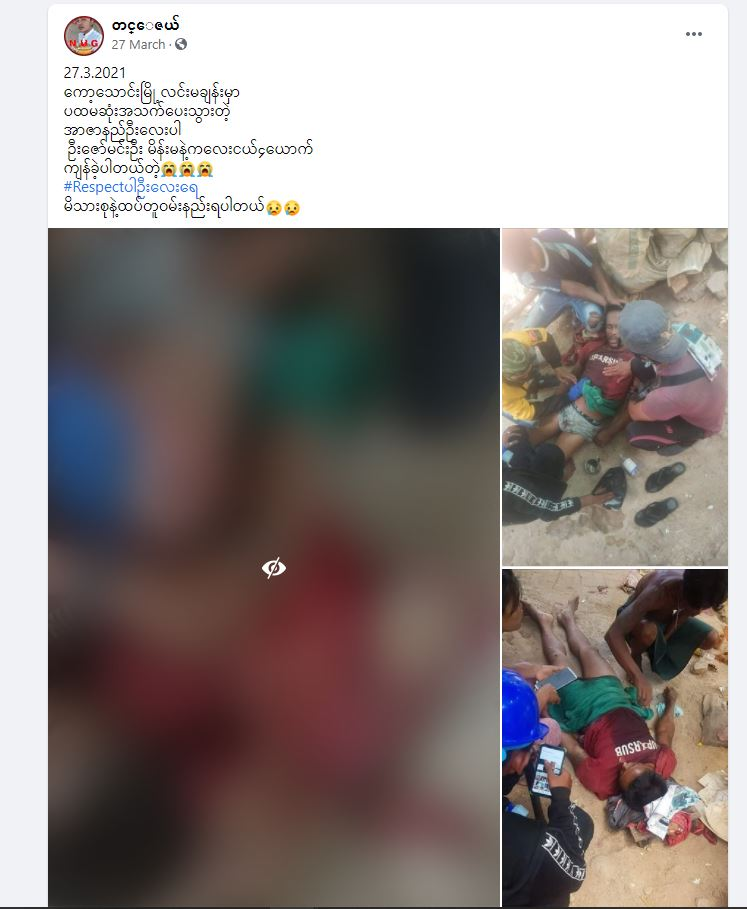 တင္ေဇယ်
NUG
27 March ·
27.3.2021
ကော့သောင်းမြို့လင်းမချန်းမှာ
ပထမဆုံးအသက်ပေးသွားတဲ့
အာဇာနည်ဦးလေးပါ
ဦးဇော်မင်းဦး မိန်းမနဲ့ကလေးငယ်၄ယောက်
ကျန်ခဲ့ပါတယ်တဲ့😭😭😭
#Respectပါဦးလေးရေ
မိသားစုနဲ့ထပ်တူဝမ်းနည်းရပါတယ်😢😢